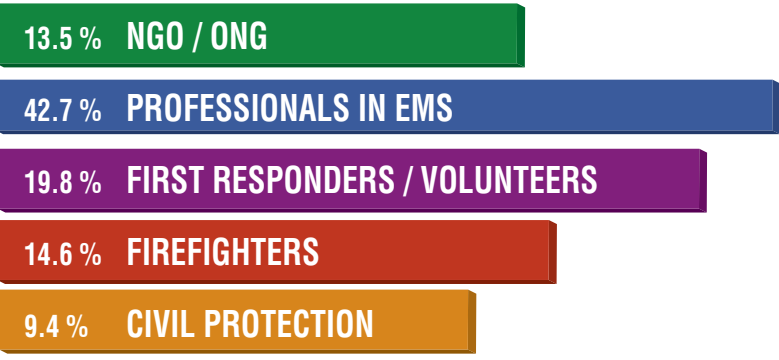 13.5 % NGO / ONG
42.7 % PROFESSIONALS IN EMS
19.8 % FIRST RESPONDERS / VOLUNTEERS
14.6 % FIREFIGHTERS
9.4 % CIVIL PROTECTION